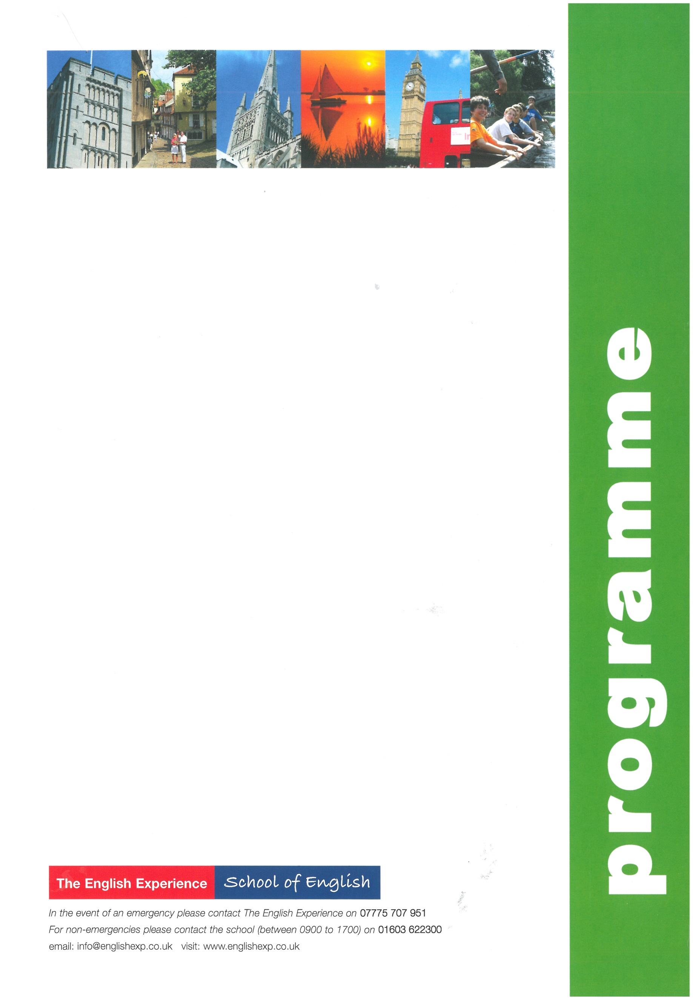 programme
The English Experience School of English
In the event of an emergency please contact The English Experience on 07775 707 951
For non-emergencies please contact the school (between 0900 to 1700) on 01603 622300
email: info@englishexp.co.uk visit: www.englishexp.co.uk